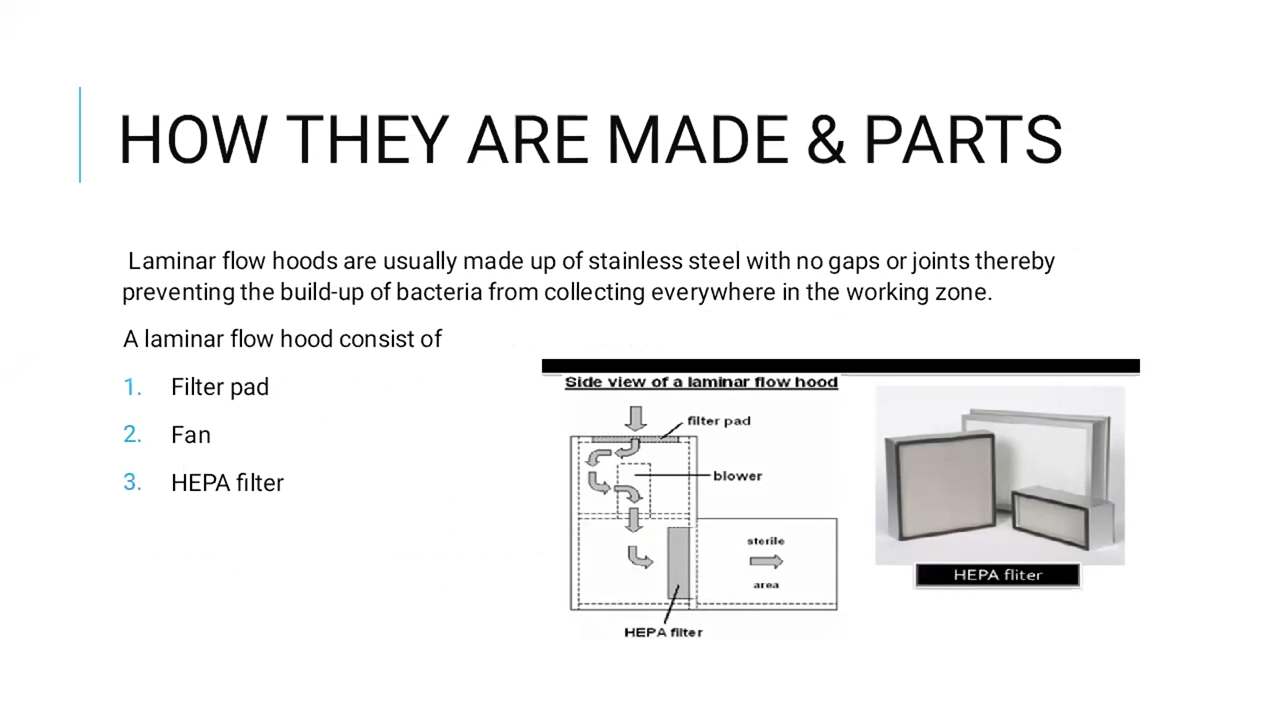 HOW THEY ARE MADE & PARTS
Laminar flow hoods are usually made up of stainless steel with no gaps or joints thereby
preventing the build-up of bacteria from collecting everywhere in the working zone.
A laminar flow hood consist of
1. Filter pad
2. Fan
3. HEPA filter
Side view of a laminar flow hood
filter pad
blower
sterile
area
HEPA filter
HEPA fliter